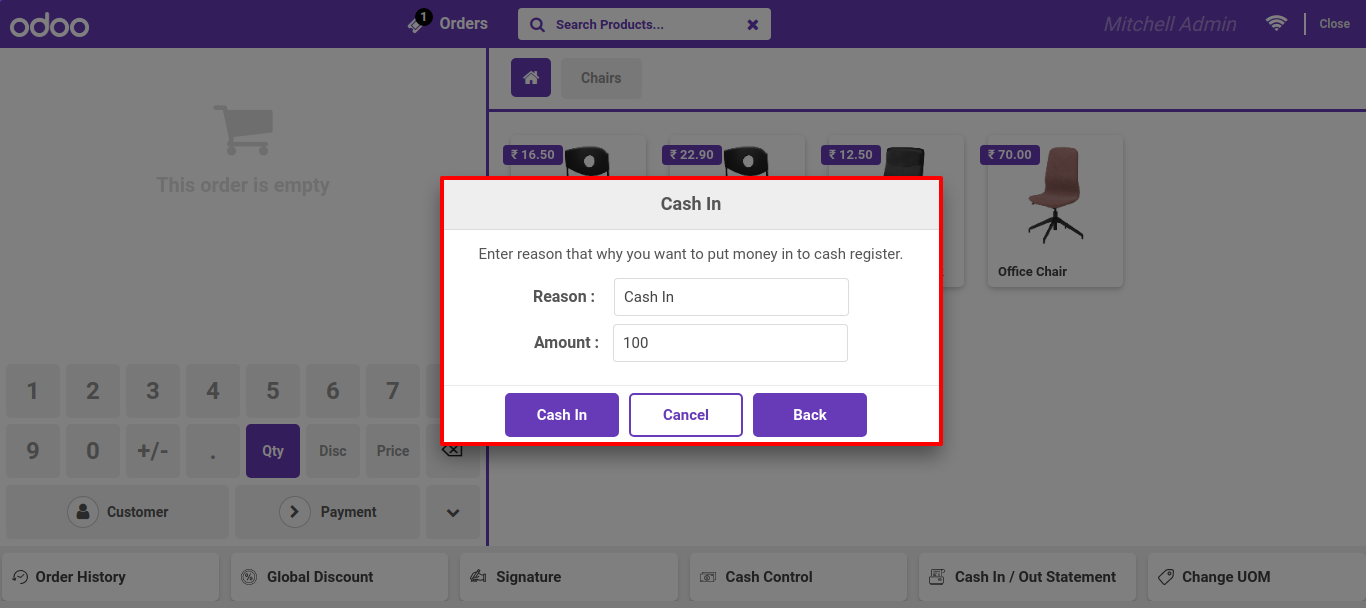 odoo
1
Orders
Search Products...
Mitchell Admin
Close
Chairs
This order is empty
₹ 16.50
₹ 22.90
₹ 12.50
₹ 70.00
Office Chair
Cash In
Enter reason that why you want to put money in to cash register.
Reason :
Cash In
Amount :
100
Cash In
Cancel
Back
1 2 3 4 5 6 7
9 0 +/- . Qty Disc Price
Customer
Payment
Order History
Global Discount
Signature
Cash Control
Cash In / Out Statement
Change UOM